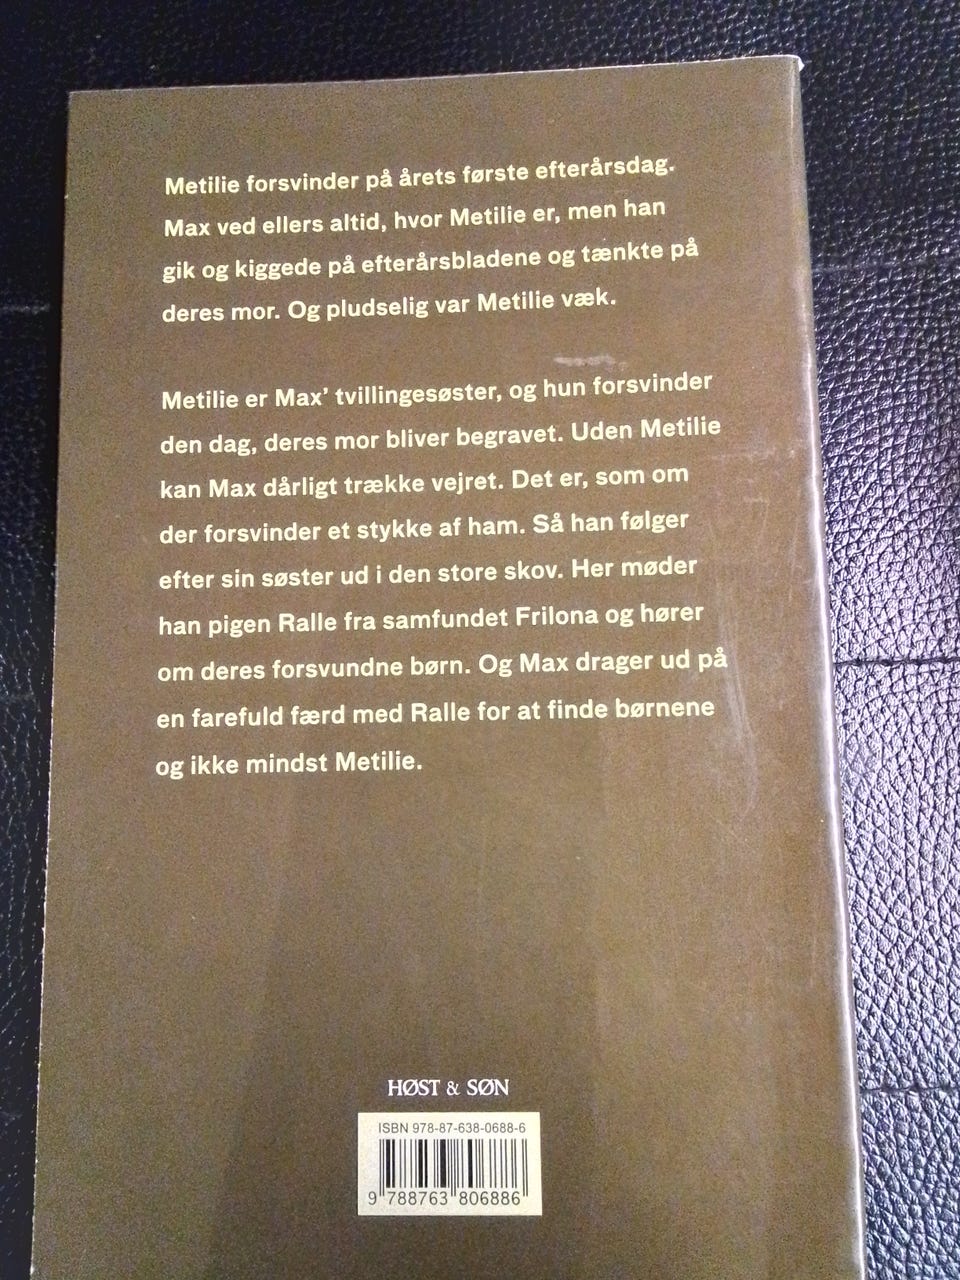 Metilie forsvinder på årets første efterårsdag.
Max ved ellers altid, hvor Metilie er, men han
gik og kiggede på efterårsbladene og tænkte på
deres mor. Og pludselig var Metilie væk.
Metilie er Max' tvillingesøster, og hun forsvinder
den dag, deres mor bliver begravet. Uden Metilie
kan Max dårligt trække vejret. Det er, som om
der forsvinder et stykke af ham. Så han følger
efter sin søster ud i den store skov. Her møder
han pigen Ralle fra samfundet Frilona og hører
om deres forsvundne børn. Og Max drager ud på
en farefuld færd med Ralle for at finde børnene
og ikke mindst Metilie.
HØST & SØN
ISBN 978-87-638-0688-6
9 788763 806886